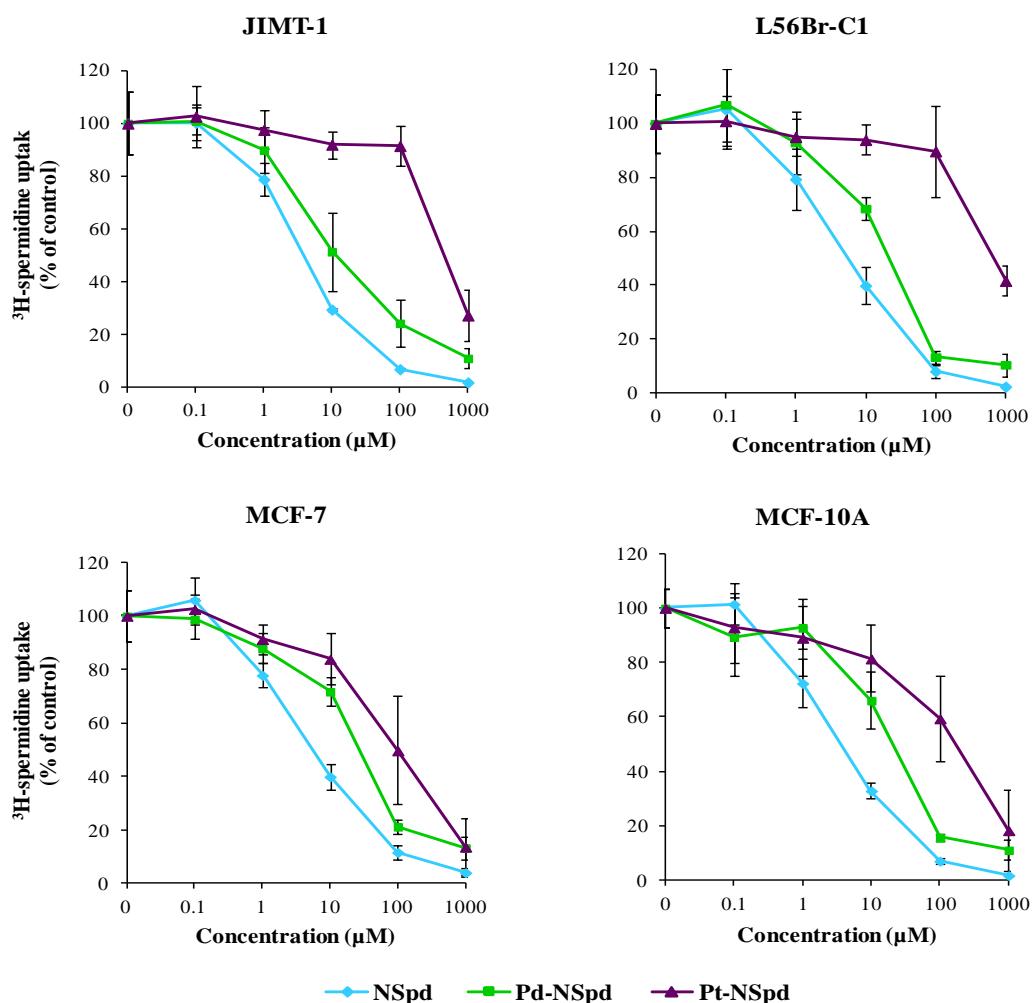 JIMT-1
120
100
80
60
40
20
0
0 0.1 1 10 100 1000
Concentration (µM)
³H-spermidine uptak
(% of control)
L56Br-C1
120
100
80
60
40
20
0
0 0.1 1 10 100 1000
Concentration (µM)
MCF-7
120
100
80
60
40
20
0
0 0.1 1 10 100 1000
Concentration (µM)
³H-spermidine uptake
(% of control)
MCF-10A
120
100
80
60
40
20
0
0 0.1 1 10 100 1000
Concentration (µM)
NSpd Pd-NSpd Pt-NSpd